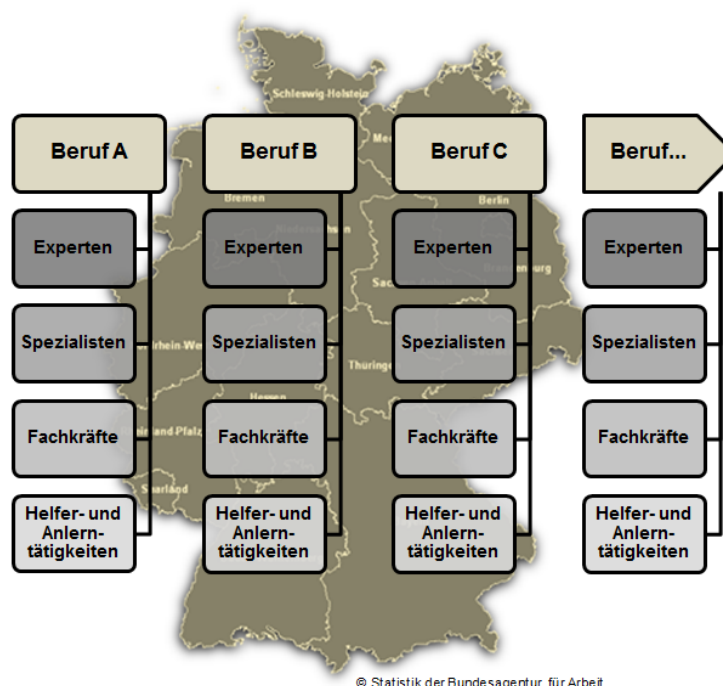 Schleswig-Holstein
Beruf A
Beruf B
Beruf C
Beruf...
Bremen
Berlin
Experten
Experten
Experten
Experten
Spezialisten
Spezialisten
Spezialisten
Spezialisten
Thüringen
Hessen
Fachkräfte
Fachkräfte
Fachkräfte
Fachkräfte
Saarland
Helfer- und
Anlern-
tätigkeiten
Helfer- und
Anlern-
tätigkeiten
Helfer- und
Anlern-
tätigkeiten
Helfer- und
Anlern-
tätigkeiten
© Statistik der Bundesagentur für Arbeit